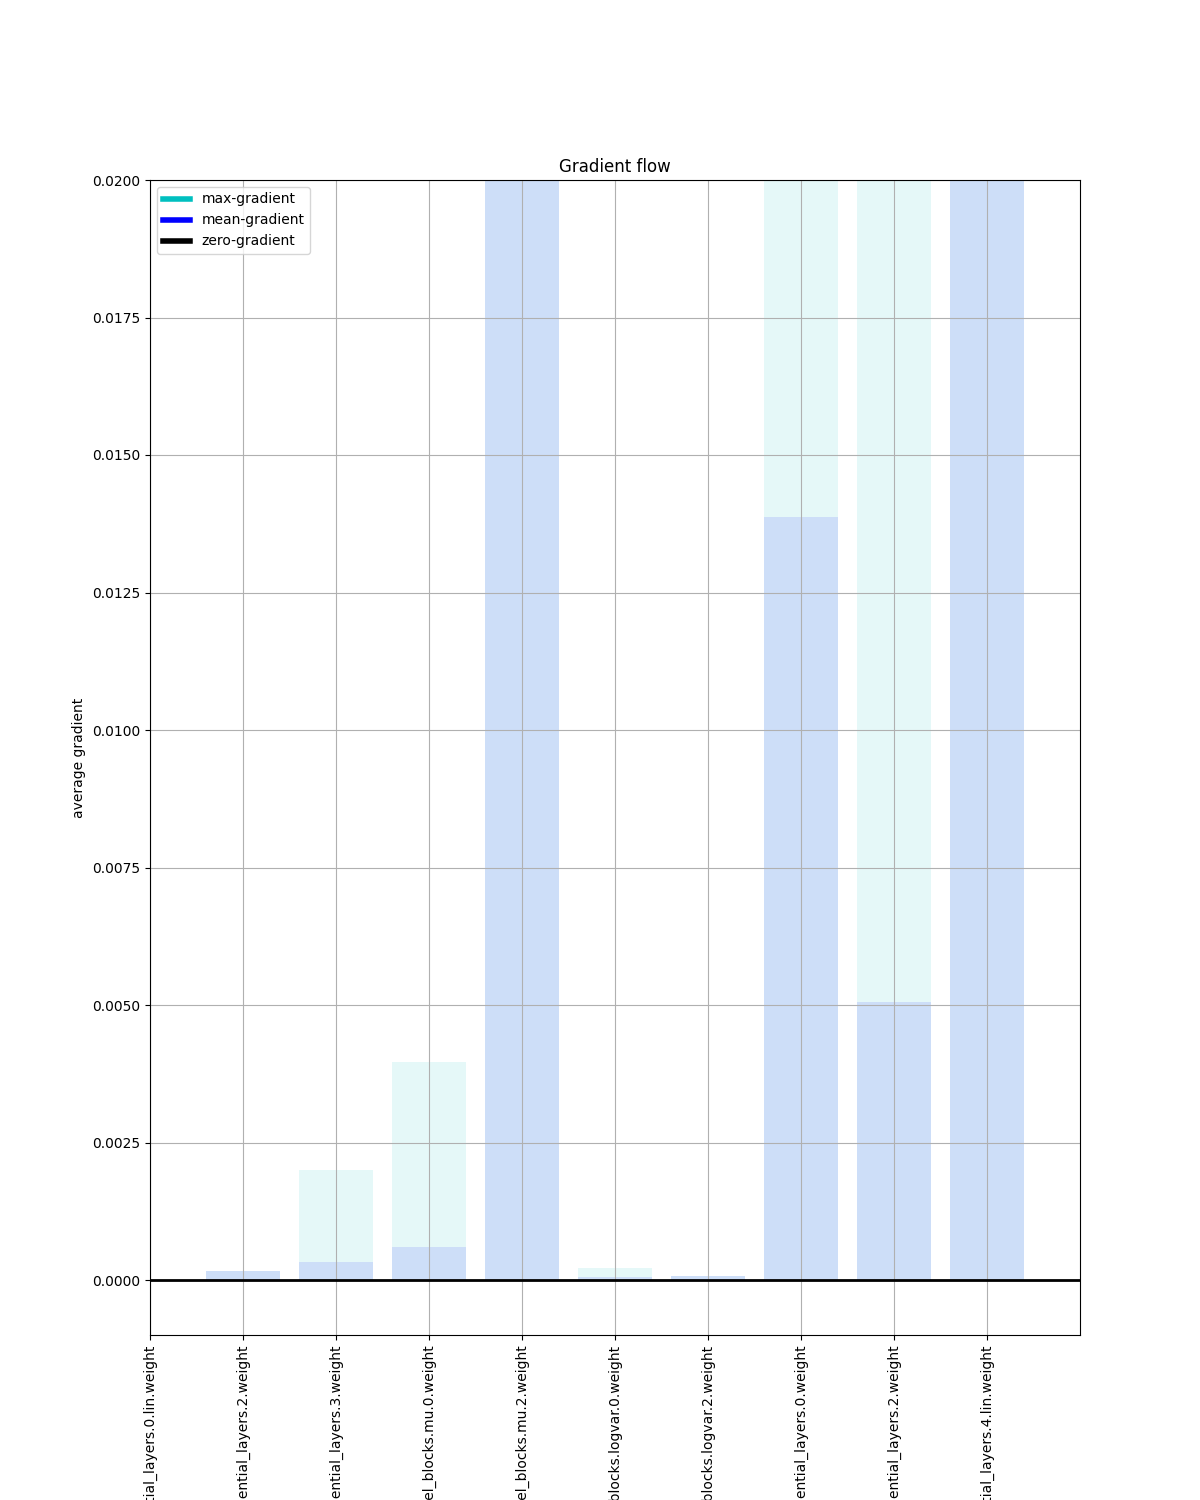 Gradient flow
max-gradient
mean-gradient
zero-gradient
average gradient
0.0200
0.0175
0.0150
0.0125
0.0100
0.0075
0.0050
0.0025
0.0000
tial_layers.0.lin.weight
ential_layers.2.weight
ential_layers.3.weight
el_blocks.mu.0.weight
el_blocks.mu.2.weight
blocks.logvar.0.weight
blocks.logvar.2.weight
ential_layers.0.weight
ential_layers.2.weight
tial_layers.4.lin.weight